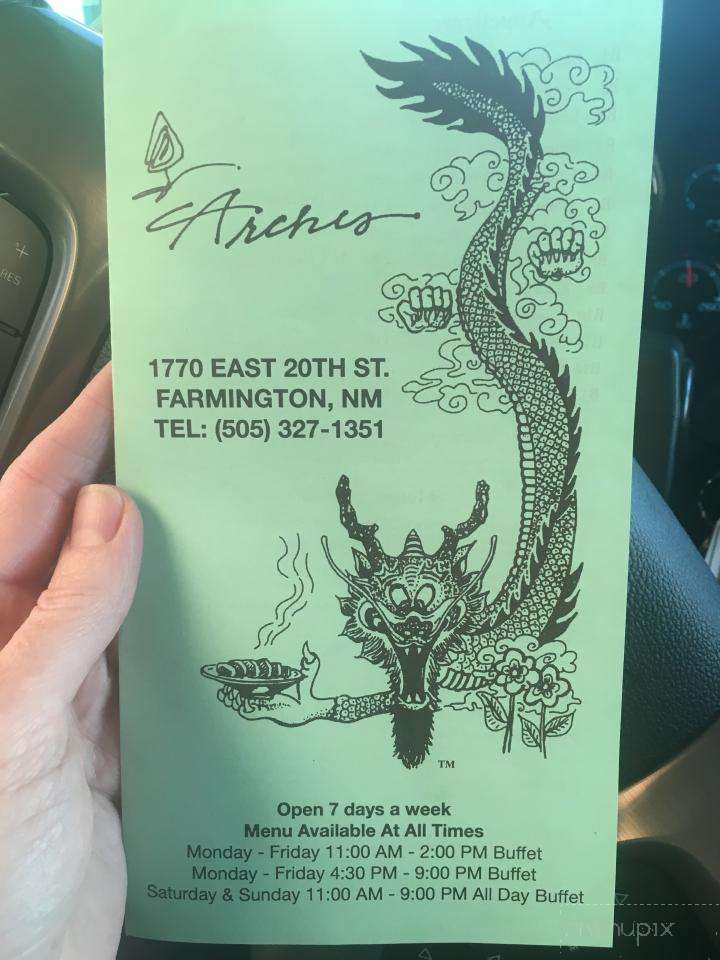 Arches
1770 EAST 20TH ST.
FARMINGTON, NM
TEL: (505) 327-1351
TM
Open 7 days a week
Menu Available At All Times
Monday - Friday 11:00 AM - 2:00 PM Buffet
Monday - Friday 4:30 PM - 9:00 PM Buffet
Saturday & Sunday 11:00 AM - 9:00 PM All Day Buffet
menupix